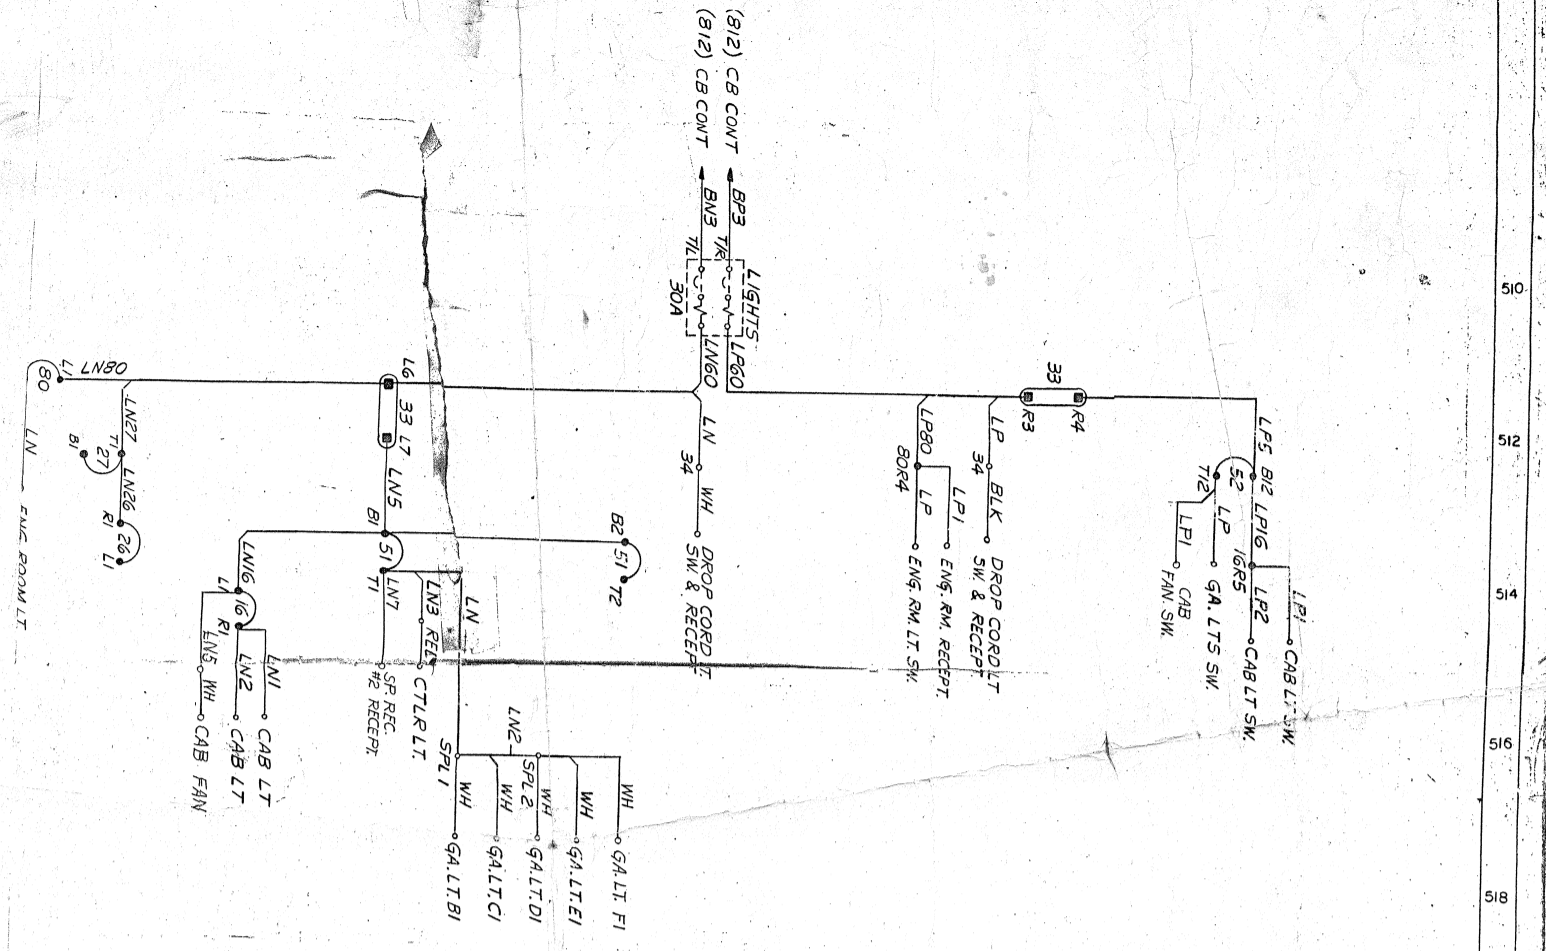 (812) CB CONT
(812) CB CONT
BP3
BN3
T/R
T/L
LIGHTS
30A
LP60
LN60
510
512
514
516
518
33
R3
R4
LP5
B12
52
T12
LP16
LP
LP1
16R5
LP2
LP1
CAB LT SW.
CAB LT SW.
GA. LTS SW.
CAB
FAN SW.
LP80
80R4
LP
LP1
LP
34
BLK
DROP CORD LT
SW. & RECEPT
ENG. RM. RECEPT.
ENG. RM. LT. SW.
LN
34
WH
DROP CORD LT.
SW. & RECEPT.
L6
33
L7
LN5
B1
51
T1
B2
51
T2
LN7
LN3
REL
LN
SP. REC.
#2 RECEPT.
CTLR LT.
SPL 1
LN2
SPL 2
WH
WH
WH
WH
WH
GA.LT.B1
GA.LT.C1
GA.LT.D1
GA.LT.E1
GA.LT. F1
LN16
L1
16
R1
LN5
WH
LN2
LN1
CAB LT
CAB LT
CAB FAN
LN80
L1
80
LN
ENG. ROOM LT
LN27
T1
27
B1
LN26
R1
26
L1